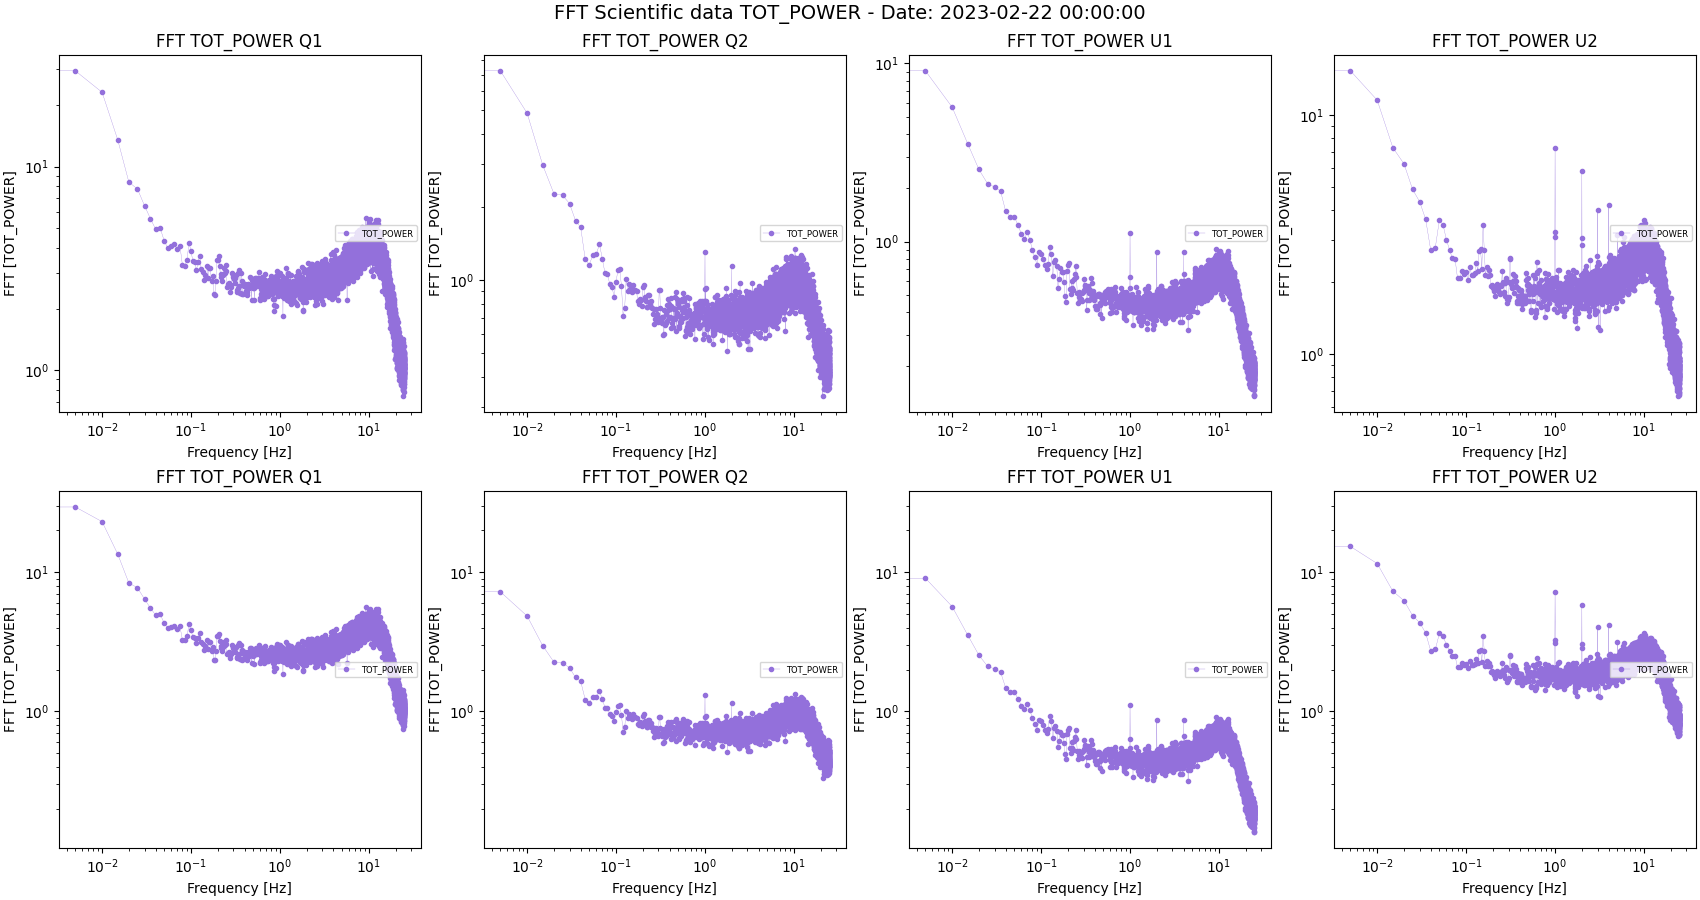 FFT Scientific data TOT_POWER - Date: 2023-02-22 00:00:00
FFT TOT_POWER Q1
FFT [TOT_POWER]
10¹
10⁰
TOT_POWER
10⁻² 10⁻¹ 10⁰ 10¹
Frequency [Hz]
FFT TOT_POWER Q2
FFT [TOT_POWER]
10⁰
TOT_POWER
10⁻² 10⁻¹ 10⁰ 10¹
Frequency [Hz]
FFT TOT_POWER U1
FFT [TOT_POWER]
10¹
10⁰
TOT_POWER
10⁻² 10⁻¹ 10⁰ 10¹
Frequency [Hz]
FFT TOT_POWER U2
FFT [TOT_POWER]
10¹
10⁰
TOT_POWER
10⁻² 10⁻¹ 10⁰ 10¹
Frequency [Hz]
FFT TOT_POWER Q1
FFT [TOT_POWER]
10¹
10⁰
TOT_POWER
10⁻² 10⁻¹ 10⁰ 10¹
Frequency [Hz]
FFT TOT_POWER Q2
FFT [TOT_POWER]
10¹
10⁰
TOT_POWER
10⁻² 10⁻¹ 10⁰ 10¹
Frequency [Hz]
FFT TOT_POWER U1
FFT [TOT_POWER]
10¹
10⁰
TOT_POWER
10⁻² 10⁻¹ 10⁰ 10¹
Frequency [Hz]
FFT TOT_POWER U2
FFT [TOT_POWER]
10¹
10⁰
TOT_POWER
10⁻² 10⁻¹ 10⁰ 10¹
Frequency [Hz]